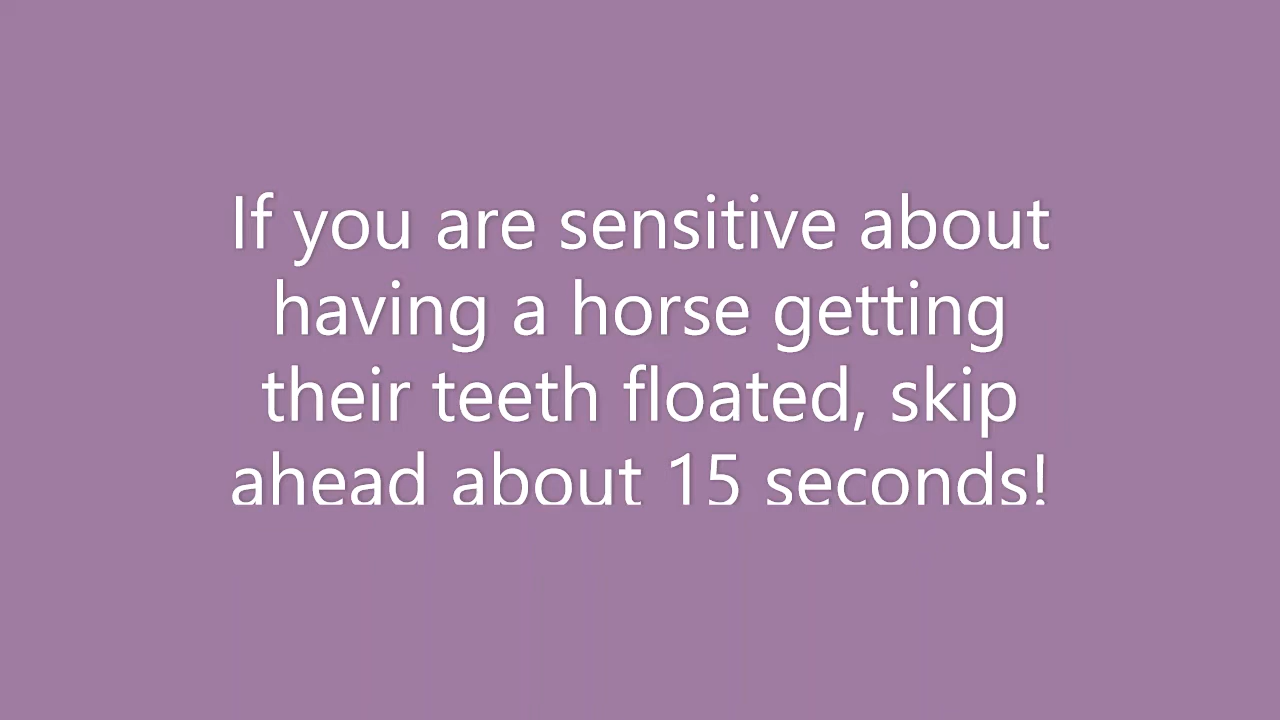 If you are sensitive about
having a horse getting
their teeth floated, skip
ahead about 15 seconds!